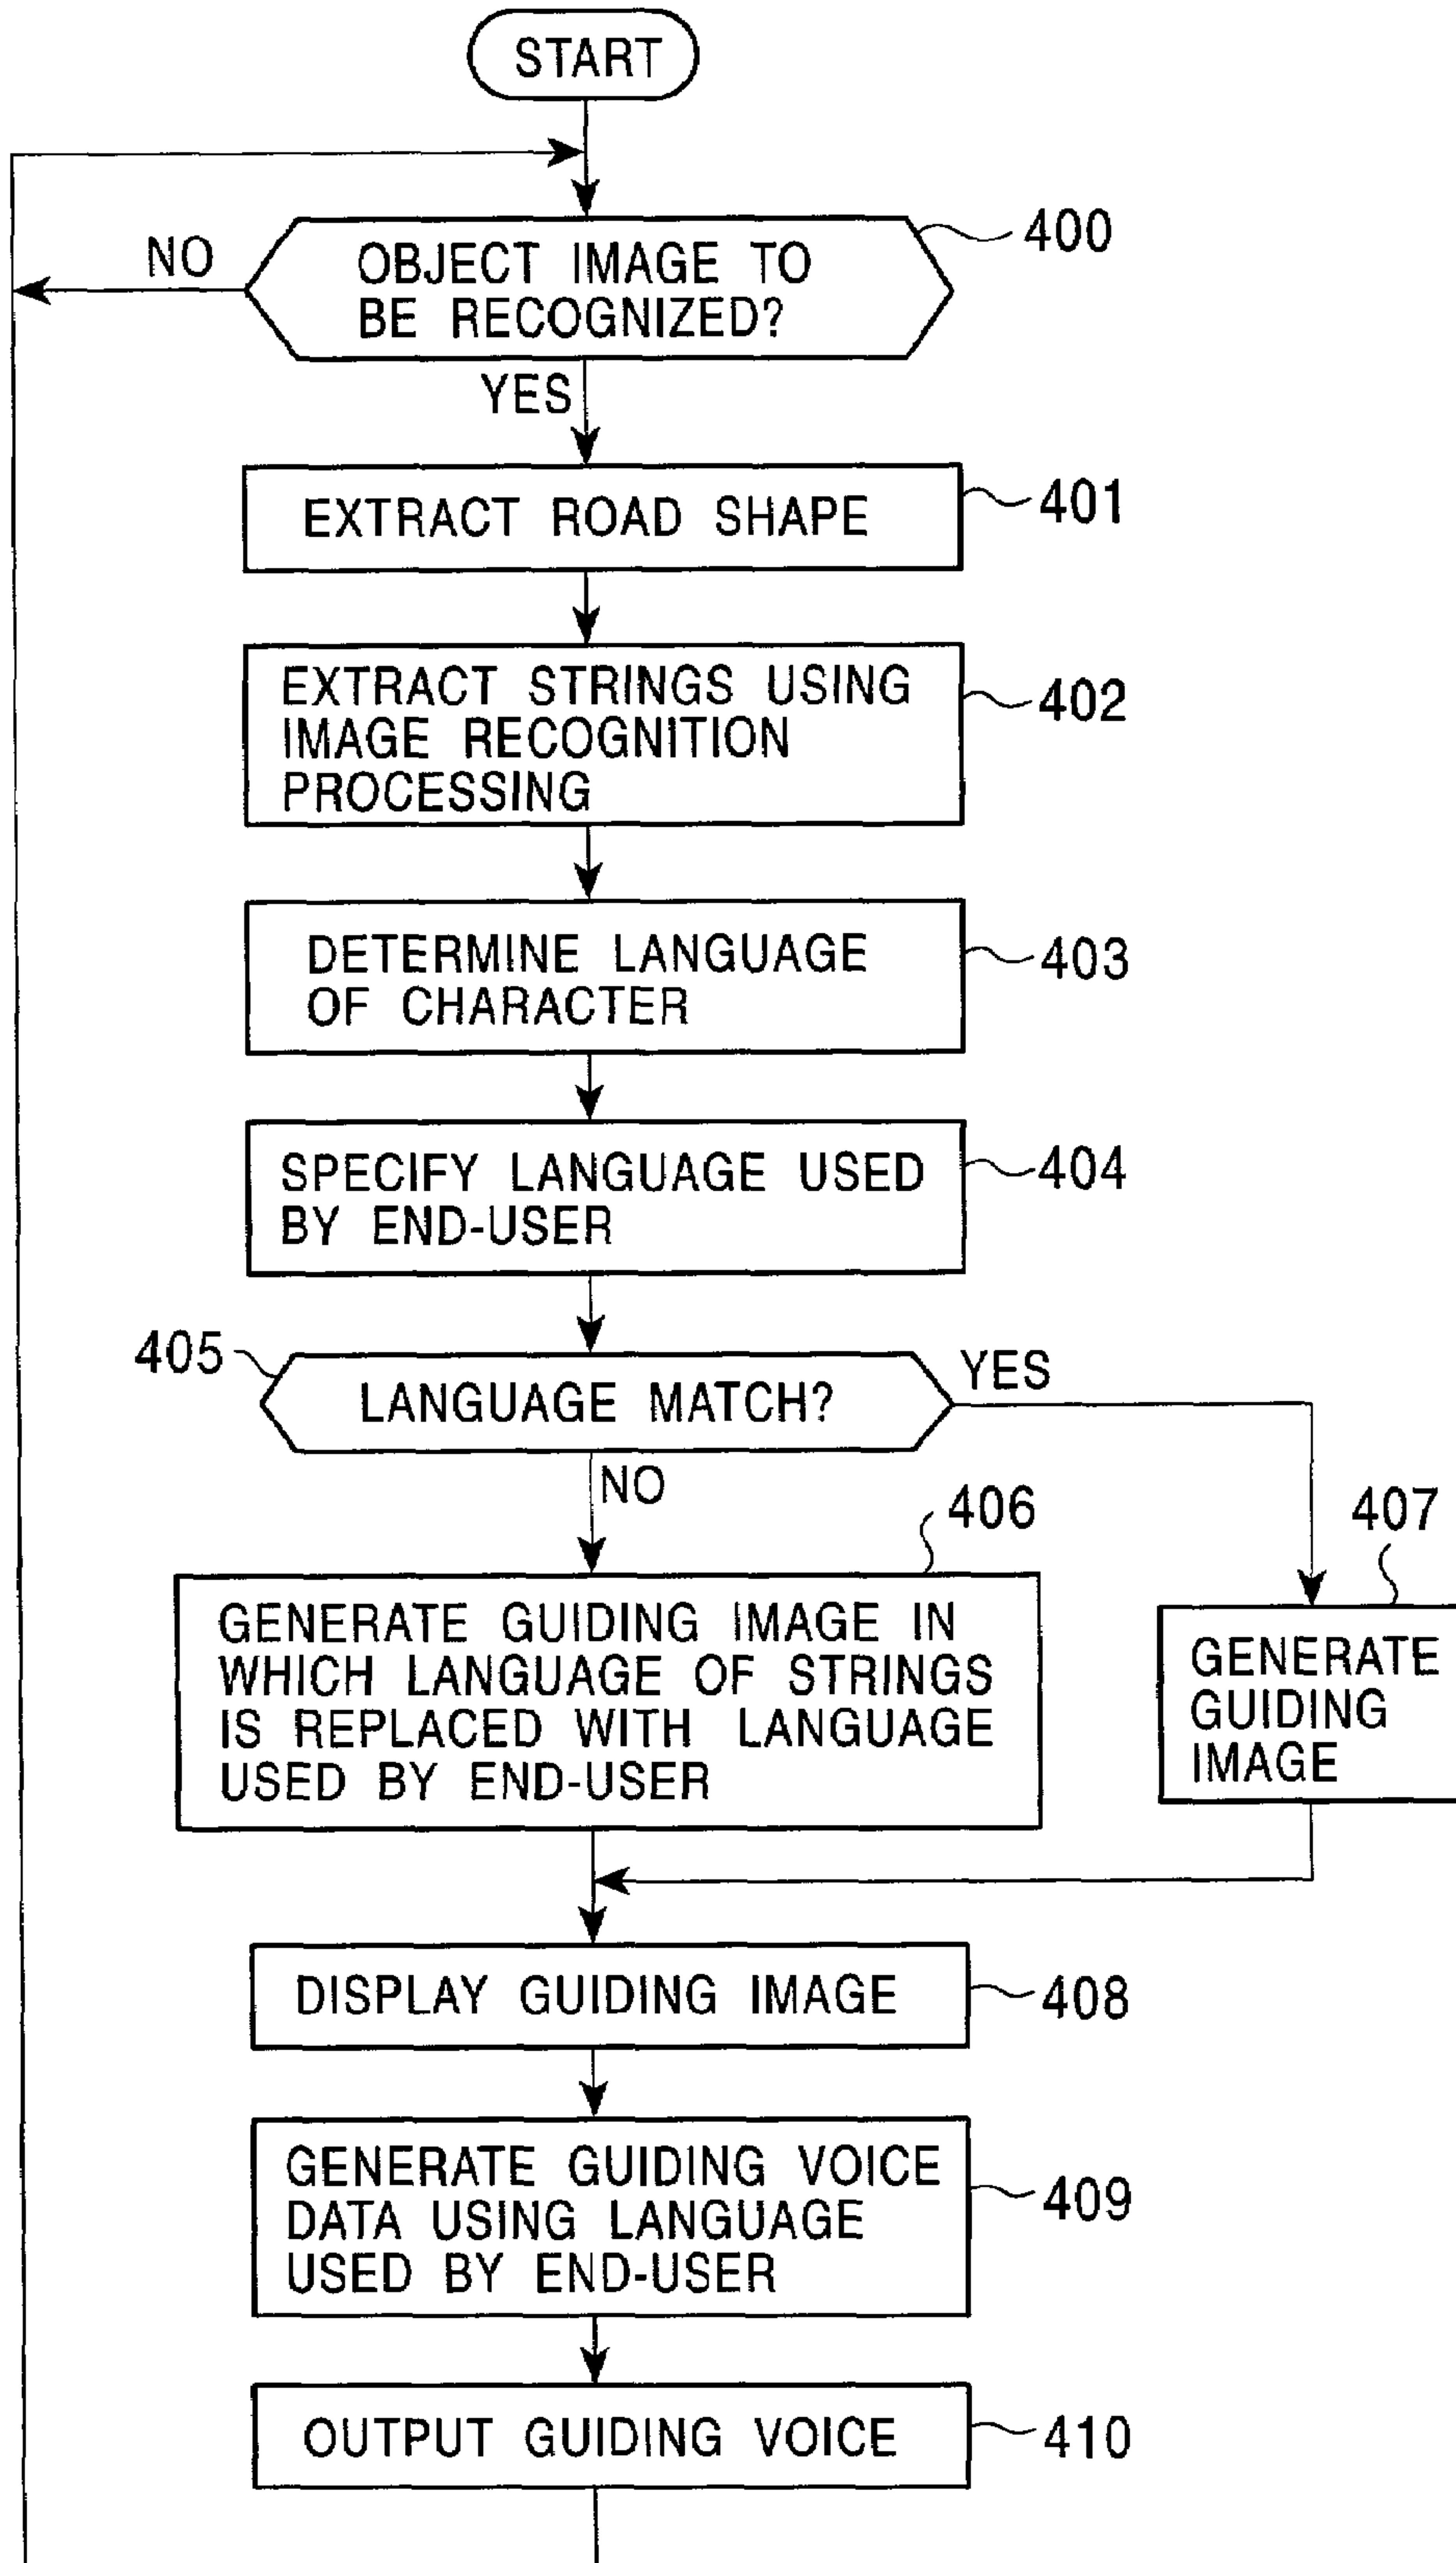 START
NO
OBJECT IMAGE TO
BE RECOGNIZED?
400
YES
EXTRACT ROAD SHAPE
401
EXTRACT STRINGS USING
IMAGE RECOGNITION
PROCESSING
402
DETERMINE LANGUAGE
OF CHARACTER
403
SPECIFY LANGUAGE USED
BY END-USER
404
405
LANGUAGE MATCH?
YES
NO
406
GENERATE GUIDING IMAGE IN
WHICH LANGUAGE OF STRINGS
IS REPLACED WITH LANGUAGE
USED BY END-USER
407
GENERATE
GUIDING
IMAGE
DISPLAY GUIDING IMAGE
408
GENERATE GUIDING VOICE
DATA USING LANGUAGE
USED BY END-USER
409
OUTPUT GUIDING VOICE
410